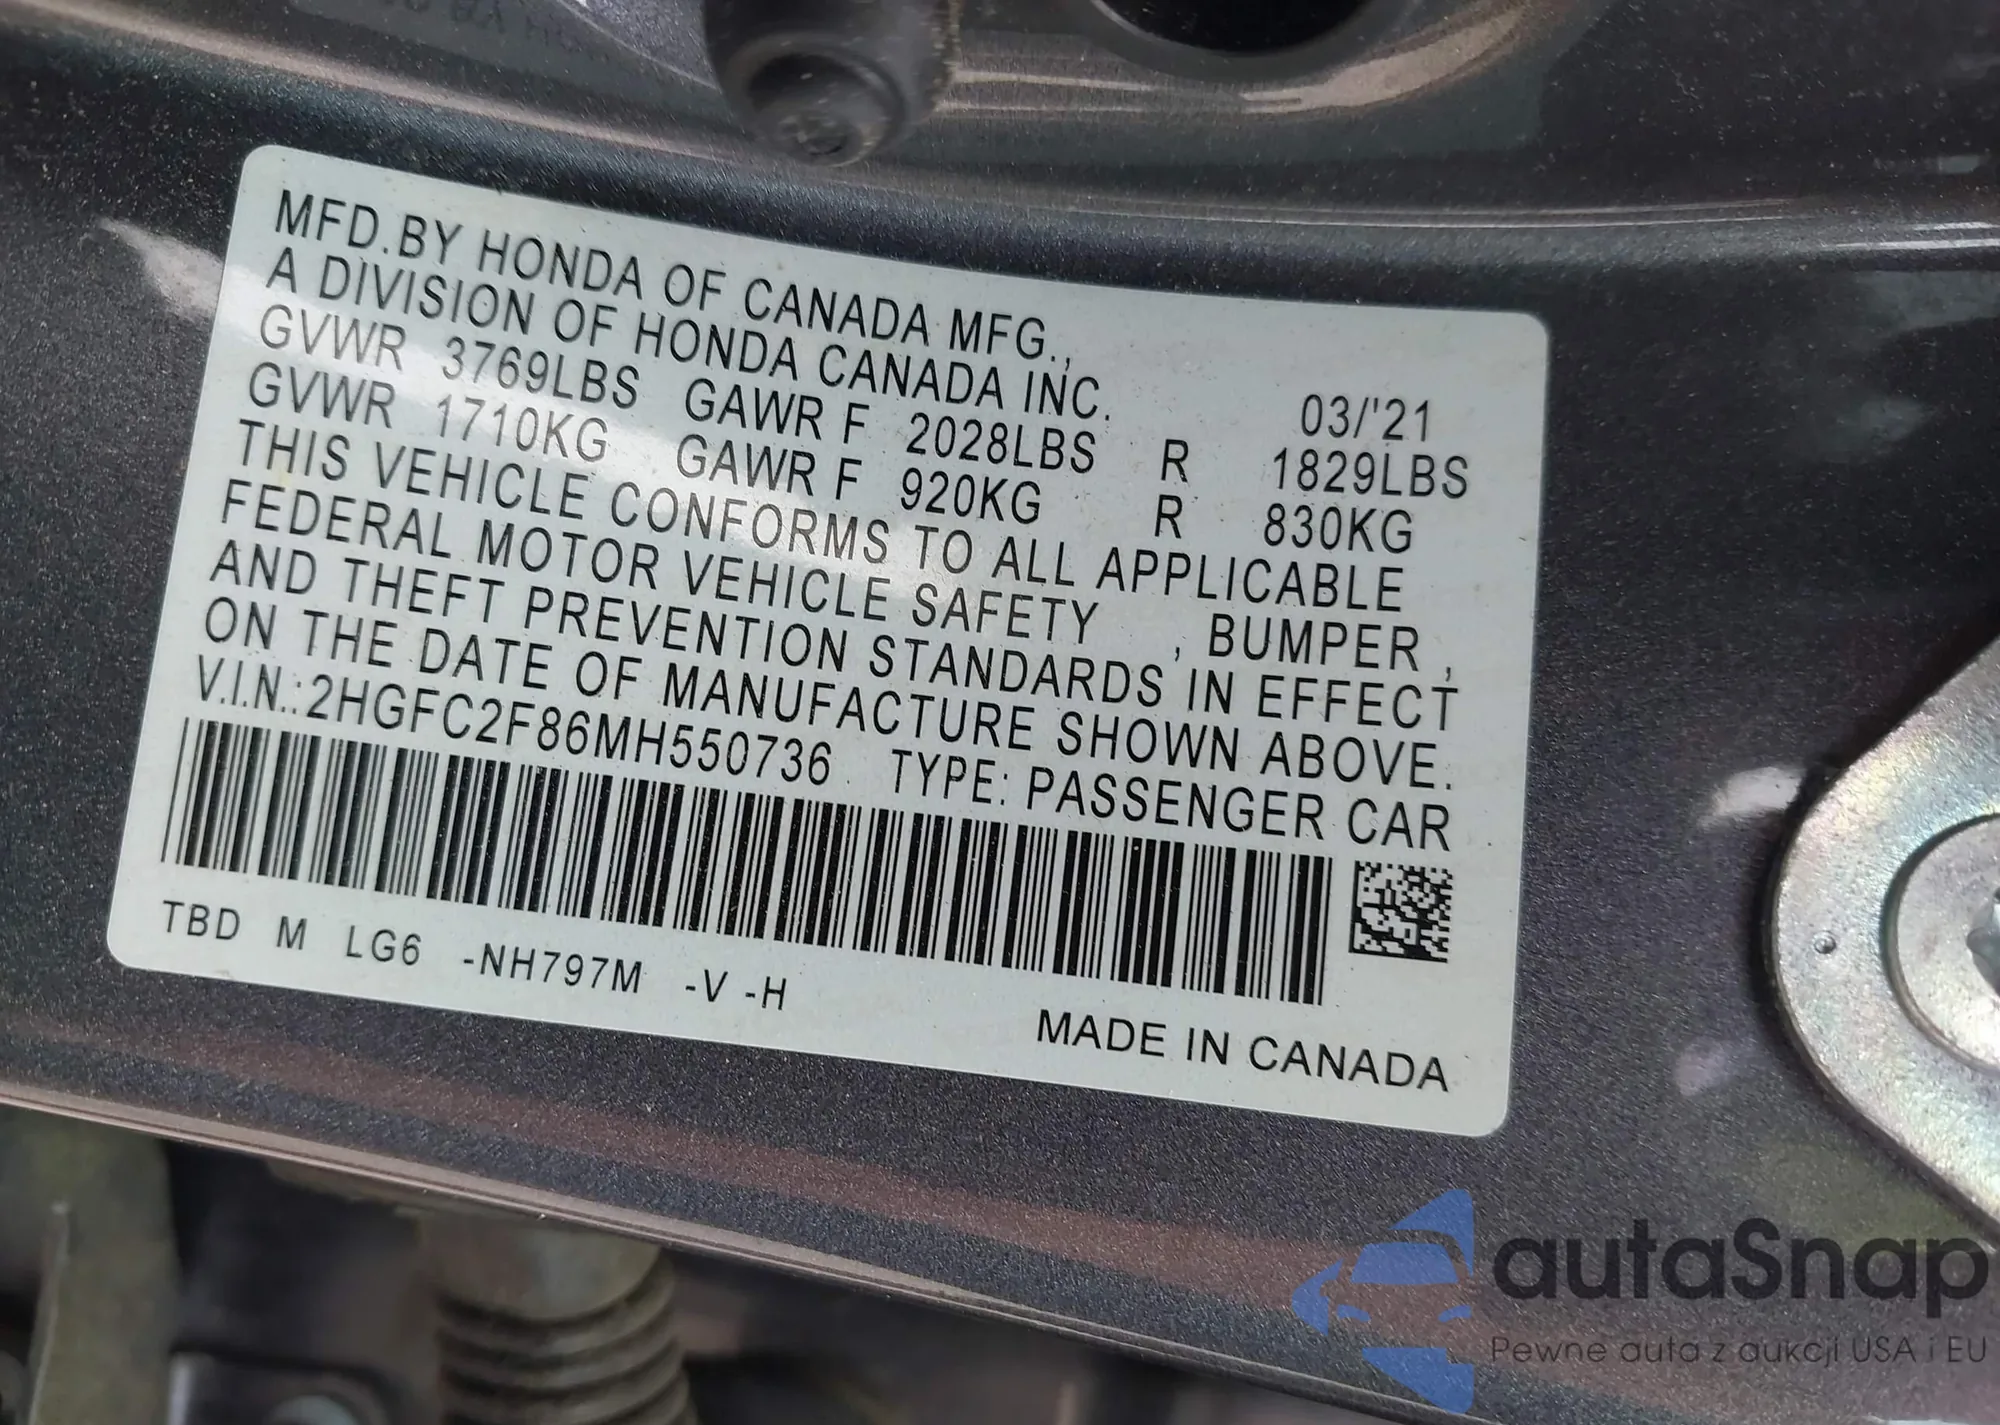 MFD.BY HONDA OF CANADA MFG.,
A DIVISION OF HONDA CANADA INC. 03/'21
GVWR 3769LBS GAWR F 2028LBS R 1829LBS
GVWR 1710KG GAWR F 920KG R 830KG
THIS VEHICLE CONFORMS TO ALL APPLICABLE
FEDERAL MOTOR VEHICLE SAFETY , BUMPER ,
AND THEFT PREVENTION STANDARDS IN EFFECT
ON THE DATE OF MANUFACTURE SHOWN ABOVE.
V.I.N.:2HGFC2F86MH550736 TYPE: PASSENGER CAR
TBD M LG6 -NH797M -V -H
MADE IN CANADA
autaSnap
Pewne auta z aukcji USA i EU